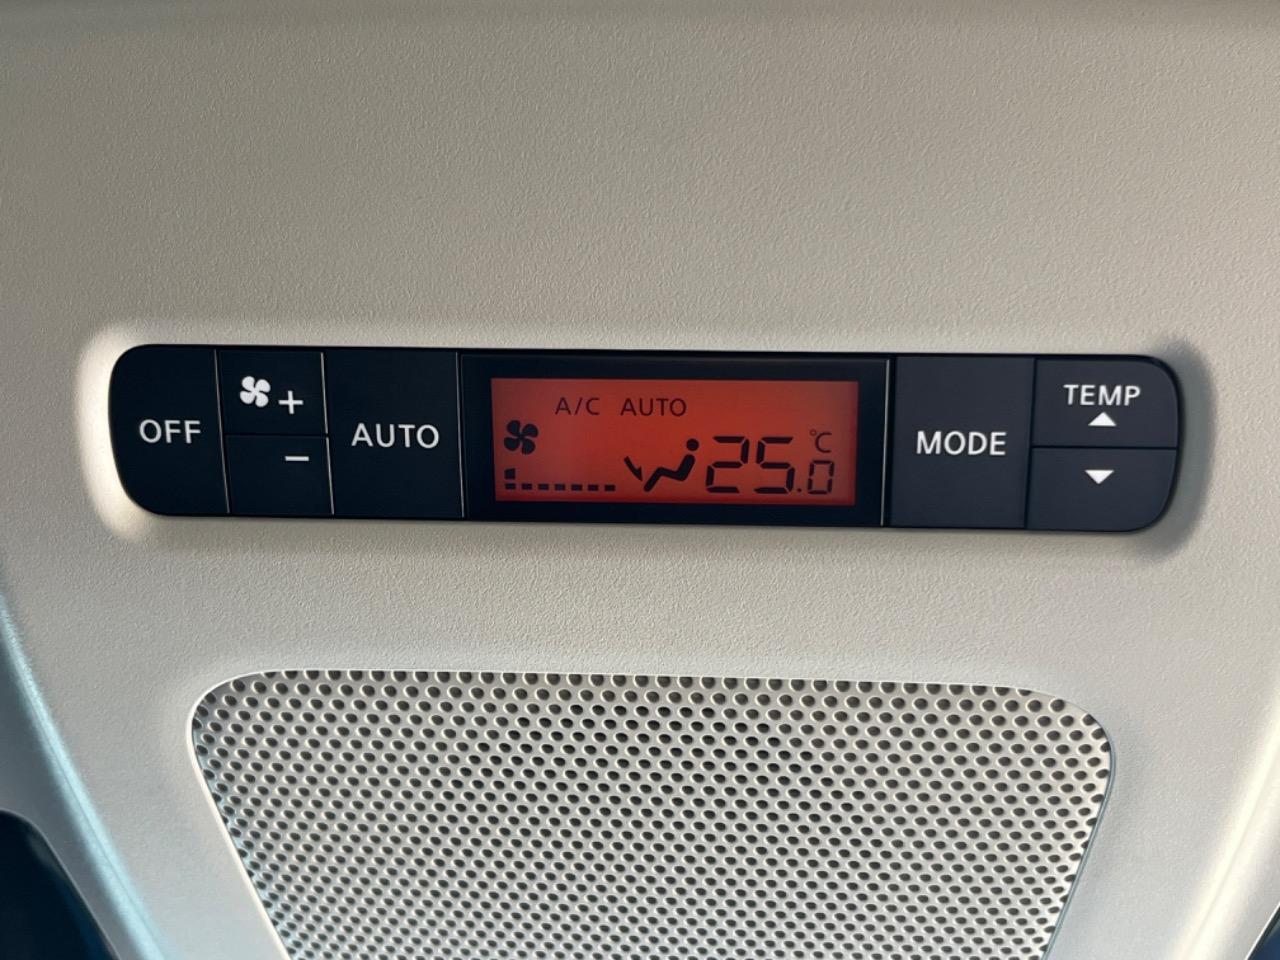 OFF
+
−
AUTO
A/C AUTO
25.0 °C
MODE
TEMP